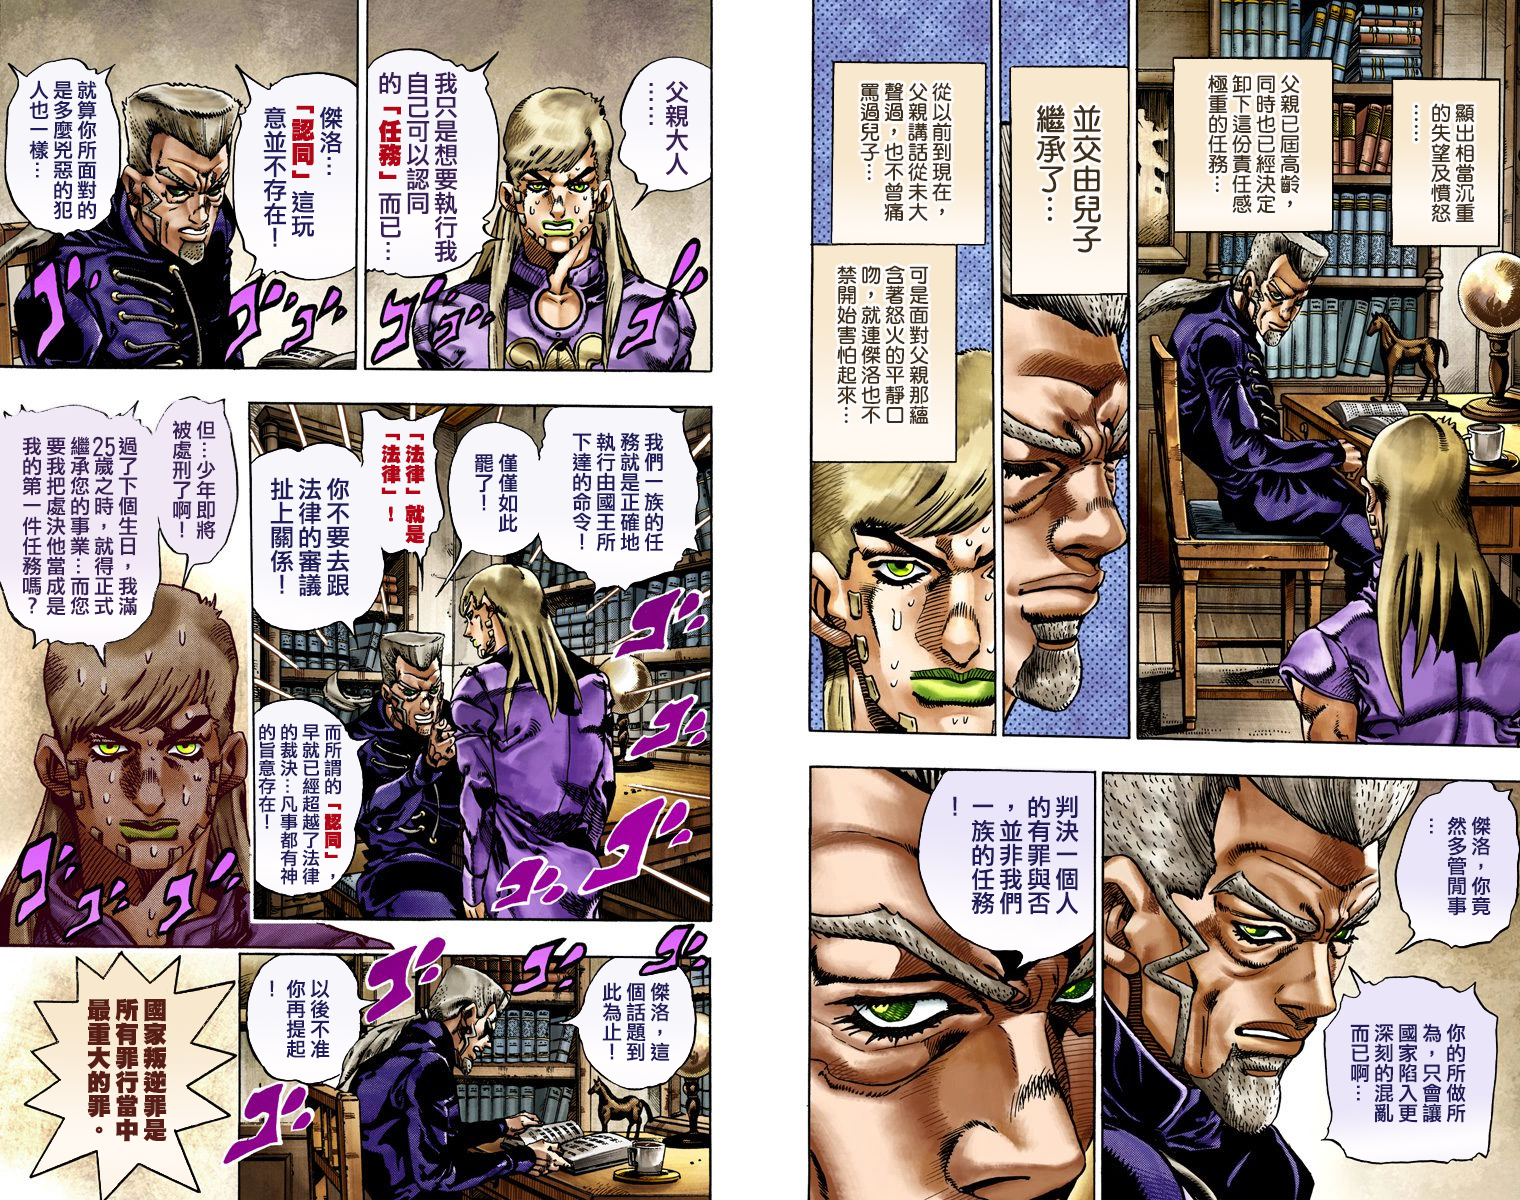 顯出相當沉重
的失望及憤怒
……
父親已屆高齡，
同時也已經決定
卸下這份責任感
極重的任務…
並交由兒子
繼承了…
從以前到現在，
父親講話從未大
聲過，也不曾痛
罵過兒子…
可是面對父親那蘊
含著怒火的平靜口
吻，就連傑洛也不
禁開始害怕起來…
傑洛，你竟
然多管閒事
…
你的所做所
為，只會讓
國家陷入更
深刻的混亂
而已啊…
判決一個人
的有罪與否
，並非我們
一族的任務
！
父親大人
……
我只是想要執行我
自己可以認同
的「任務」而已…
傑洛…
「認同」這玩
意並不存在！
就算你所面對的
是多麼兇惡的犯
人也一樣…
我們一族的任
務就是正確地
執行由國王所
下達的命令！
僅僅如此
罷了！
「法律」就是
「法律」！
你不要去跟
法律的審議
扯上關係！
而所謂的「認同」，
早就已經超越了法律
的裁決…凡事都有神
的旨意存在！
但…少年即將
被處刑了啊！
過了下個生日，我滿
25歲之時，就得正式
繼承您的事業…而您
要我把處決他當成是
我的第一件任務嗎？
傑洛，這
個話題到
此為止！
以後不准
你再提起
！
國家叛逆罪是
所有罪行當中
最重大的罪。
ゴゴゴ
ゴゴゴ
ゴゴ
ゴゴゴゴ
ゴゴゴ
ゴゴゴ
ゴ